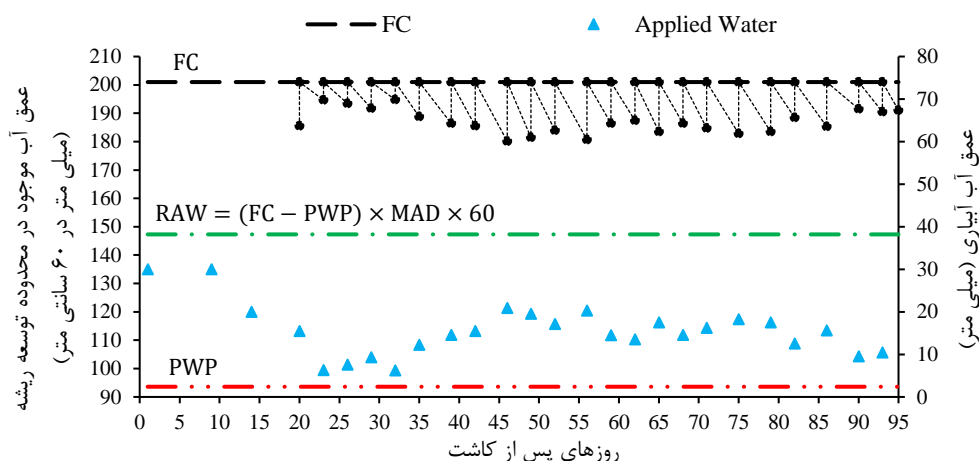 FC
Applied Water
FC
RAW = (FC − PWP) × MAD × 60
PWP
210
200
190
180
170
160
150
140
130
120
110
100
90
80
70
60
50
40
30
20
10
0
0 5 10 15 20 25 30 35 40 45 50 55 60 65 70 75 80 85 90 95
روزهای پس از کاشت
عمق آب موجود در محدوده توسعه ریشه
(میلی متر در ۶۰ سانتی متر)
عمق آب آبیاری (میلی متر)